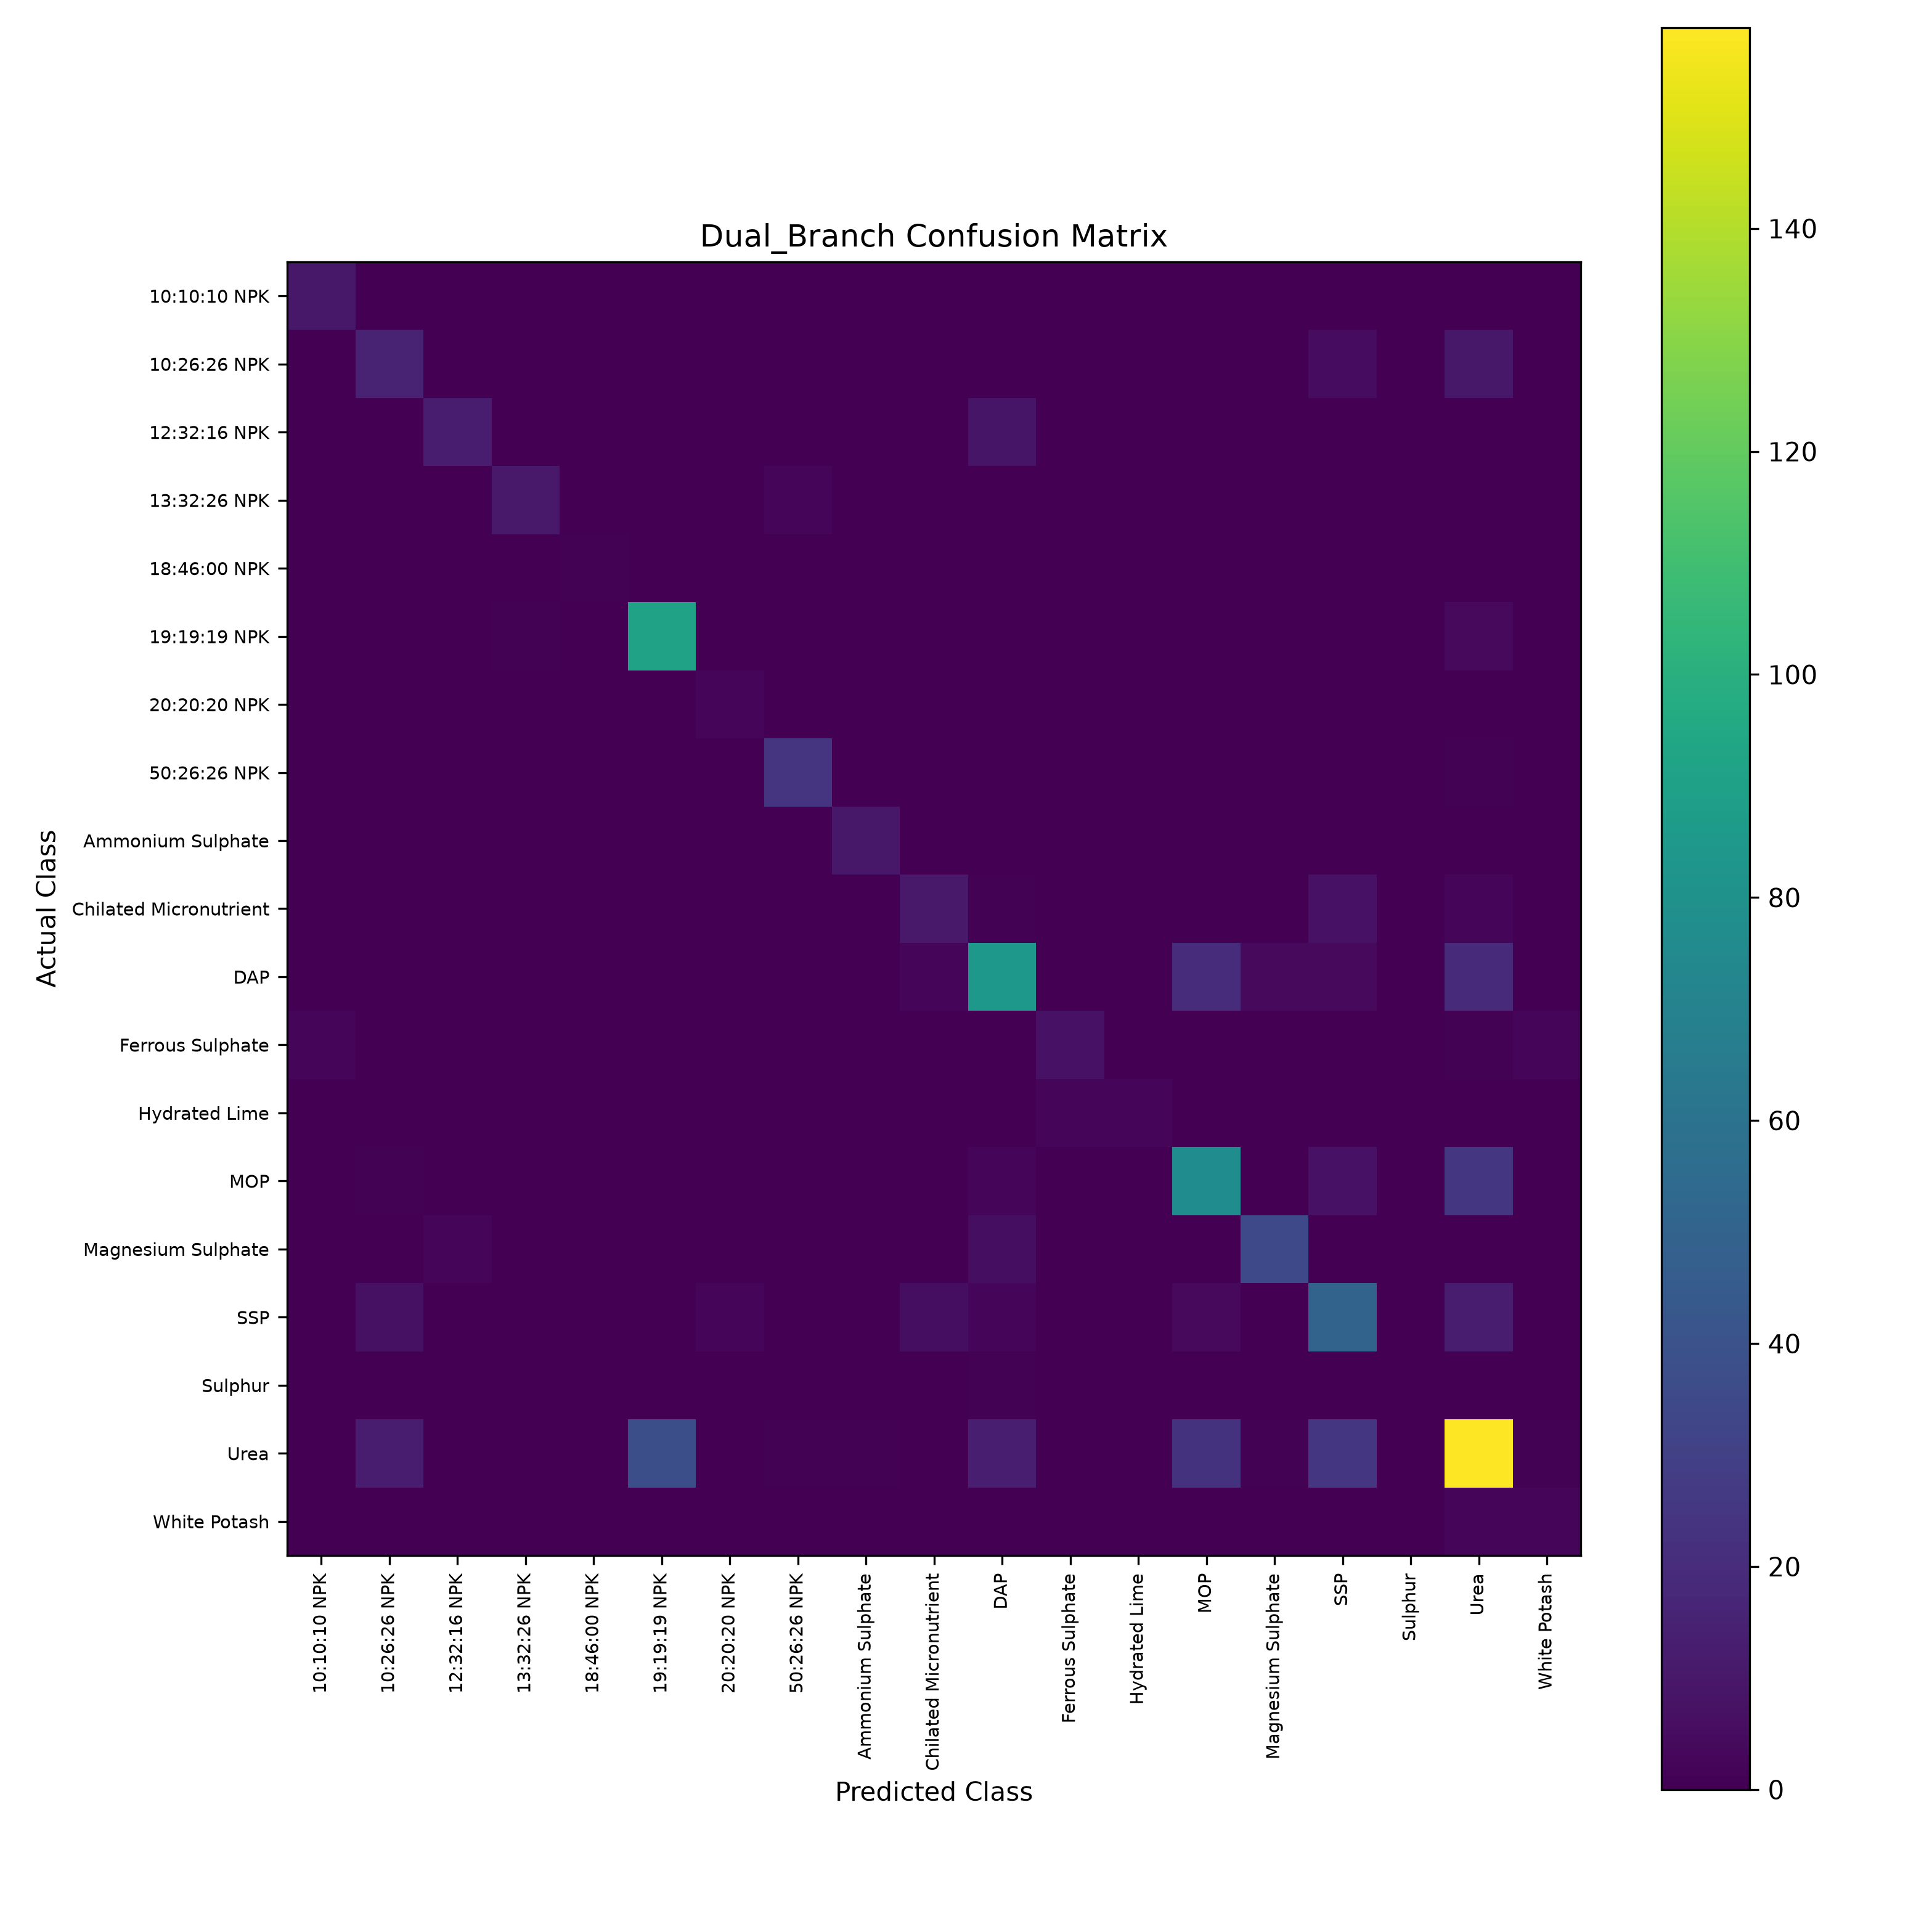 Dual_Branch Confusion Matrix
Actual Class
10:10:10 NPK
10:26:26 NPK
12:32:16 NPK
13:32:26 NPK
18:46:00 NPK
19:19:19 NPK
20:20:20 NPK
50:26:26 NPK
Ammonium Sulphate
Chilated Micronutrient
DAP
Ferrous Sulphate
Hydrated Lime
MOP
Magnesium Sulphate
SSP
Sulphur
Urea
White Potash
10:10:10 NPK
10:26:26 NPK
12:32:16 NPK
13:32:26 NPK
18:46:00 NPK
19:19:19 NPK
20:20:20 NPK
50:26:26 NPK
Ammonium Sulphate
Chilated Micronutrient
DAP
Ferrous Sulphate
Hydrated Lime
MOP
Magnesium Sulphate
SSP
Sulphur
Urea
White Potash
Predicted Class
140
120
100
80
60
40
20
0